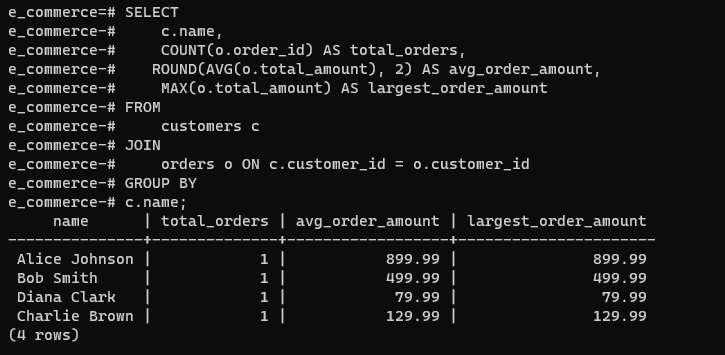 e_commerce=# SELECT
e_commerce-#     c.name,
e_commerce-#     COUNT(o.order_id) AS total_orders,
e_commerce-#    ROUND(AVG(o.total_amount), 2) AS avg_order_amount,
e_commerce-#     MAX(o.total_amount) AS largest_order_amount
e_commerce-# FROM
e_commerce-#     customers c
e_commerce-# JOIN
e_commerce-#     orders o ON c.customer_id = o.customer_id
e_commerce-# GROUP BY
e_commerce-# c.name;
     name      | total_orders | avg_order_amount | largest_order_amount
---------------+--------------+------------------+----------------------
 Alice Johnson |            1 |           899.99 |               899.99
 Bob Smith     |            1 |           499.99 |               499.99
 Diana Clark   |            1 |            79.99 |                79.99
 Charlie Brown |            1 |           129.99 |               129.99
(4 rows)